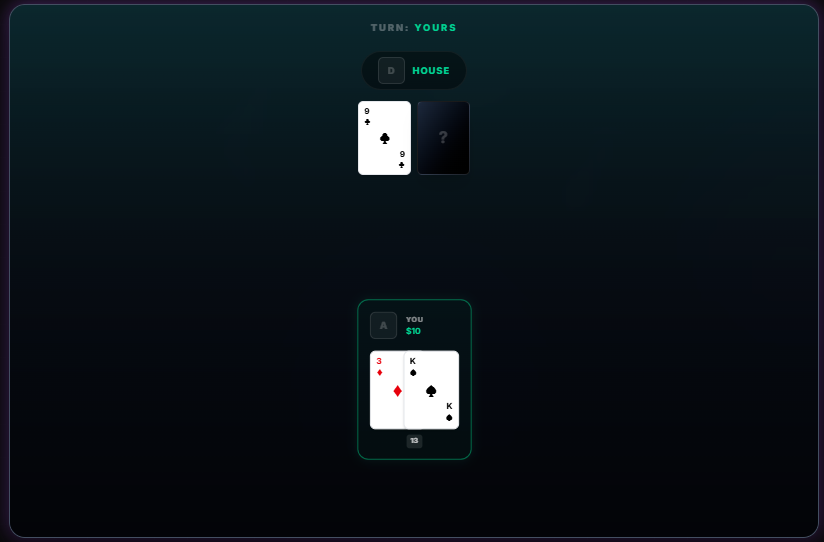 TURN: YOURS
D HOUSE
9
?
9
A YOU
$10
3 K
K
13